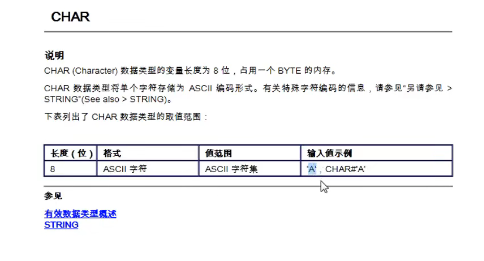 CHAR
说明
CHAR (Character) 数据类型的变量长度为 8 位，占用一个 BYTE 的内存。
CHAR 数据类型将单个字符存储为 ASCII 编码形式。有关特殊字符编码的信息，请参见“另请参见 >
STRING”(See also > STRING)。
下表列出了 CHAR 数据类型的取值范围：
长度（位） 格式 值范围 输入值示例
8 ASCII 字符 ASCII 字符集 'A'，CHAR#'A'
参见
有效数据类型概述
STRING